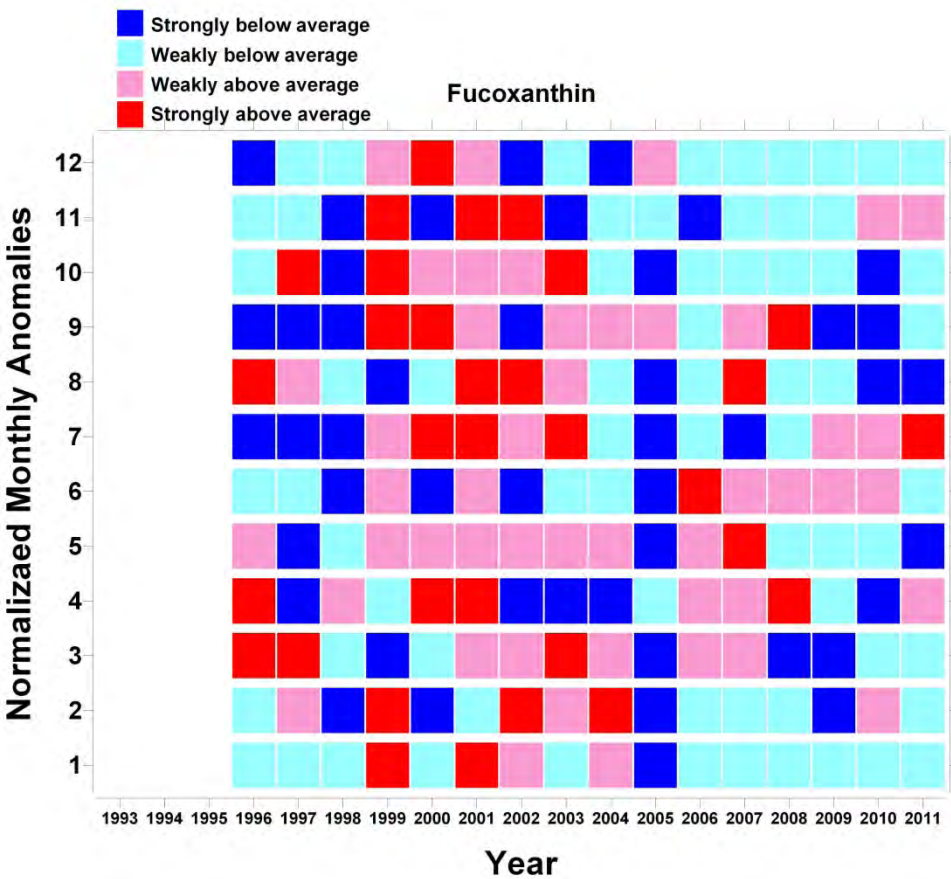 Strongly below average
Weakly below average
Weakly above average
Strongly above average
Fucoxanthin
Normalizaed Monthly Anomalies
12
11
10
9
8
7
6
5
4
3
2
1
1993 1994 1995 1996 1997 1998 1999 2000 2001 2002 2003 2004 2005 2006 2007 2008 2009 2010 2011
Year